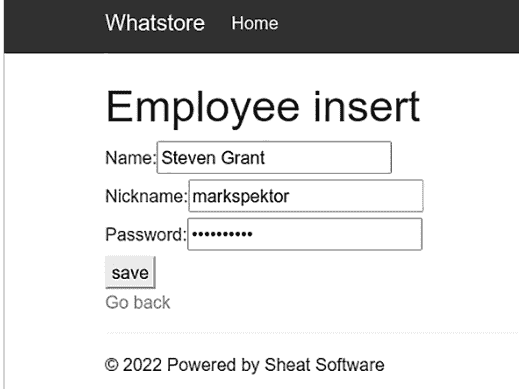 Whatstore Home
Employee insert
Name: Steven Grant
Nickname: markspektor
Password: ••••••••••
save
Go back
© 2022 Powered by Sheat Software